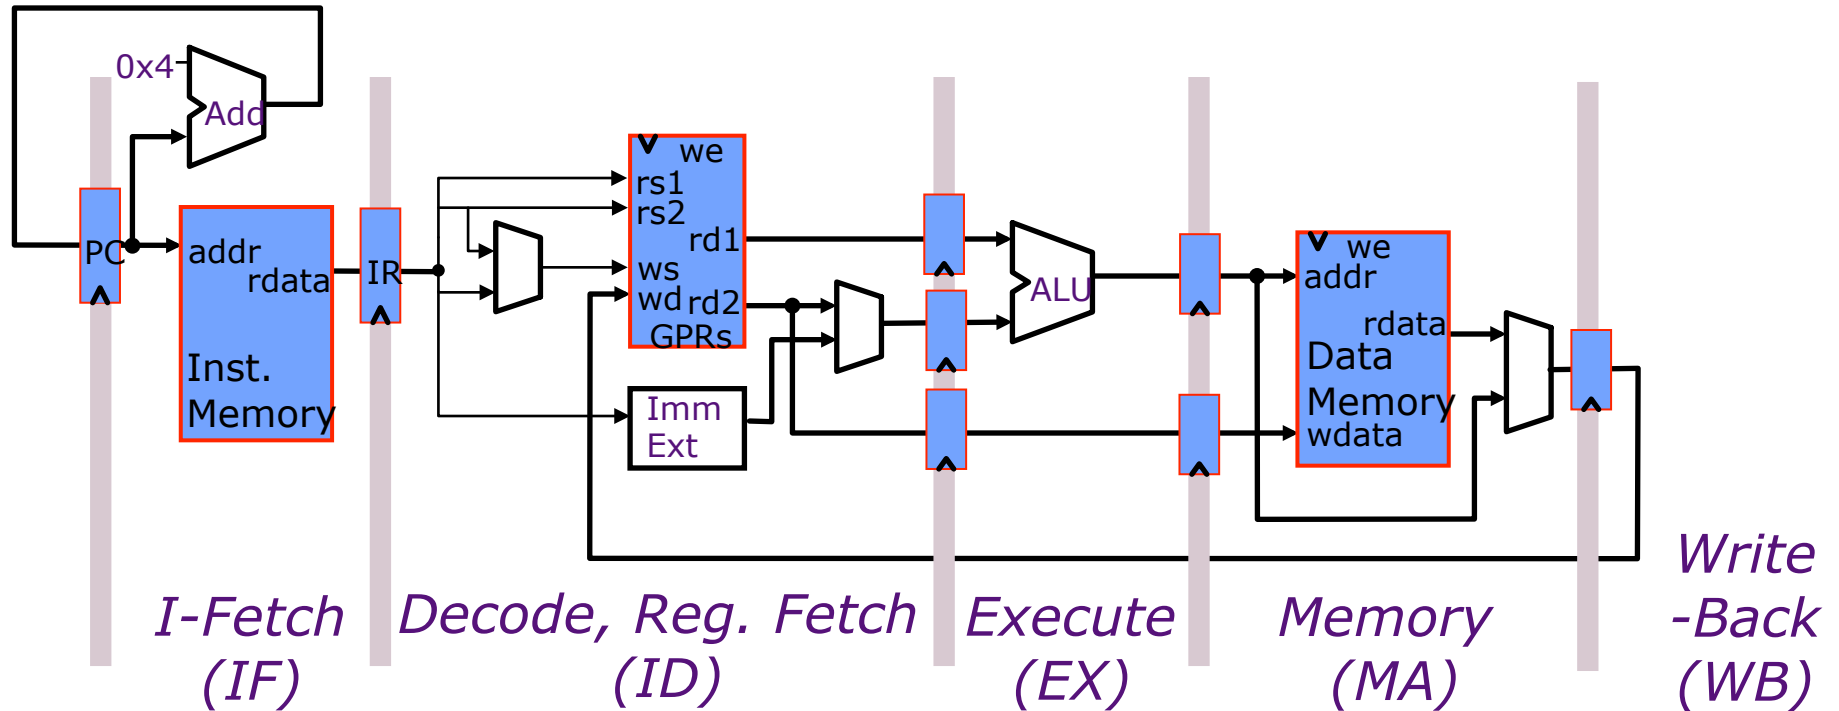 0x4
Add
PC
addr
rdata
Inst.
Memory
IR
we
rs1
rs2
rd1
ws
wd
rd2
GPRs
Imm
Ext
ALU
we
addr
rdata
Data
Memory
wdata
I-Fetch
(IF)
Decode, Reg. Fetch
(ID)
Execute
(EX)
Memory
(MA)
Write
-Back
(WB)